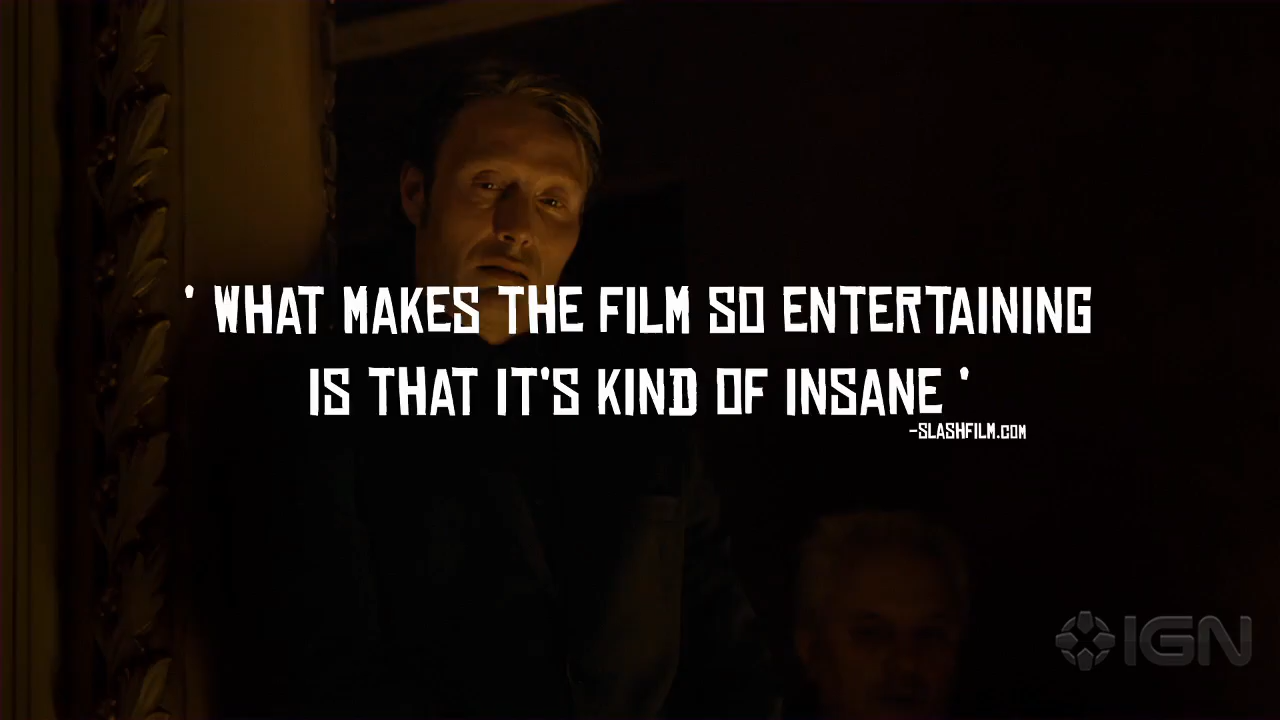 ' WHAT MAKES THE FILM SO ENTERTAINING
IS THAT IT'S KIND OF INSANE '
-SLASHFILM.COM
IGN